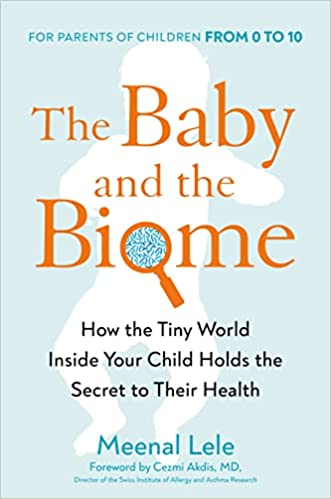 FOR PARENTS OF CHILDREN FROM 0 TO 10
The Baby
and the
Biome
How the Tiny World
Inside Your Child Holds the
Secret to Their Health
Meenal Lele
Foreword by Cezmi Akdis, MD,
Director of the Swiss Institute of Allergy and Asthma Research